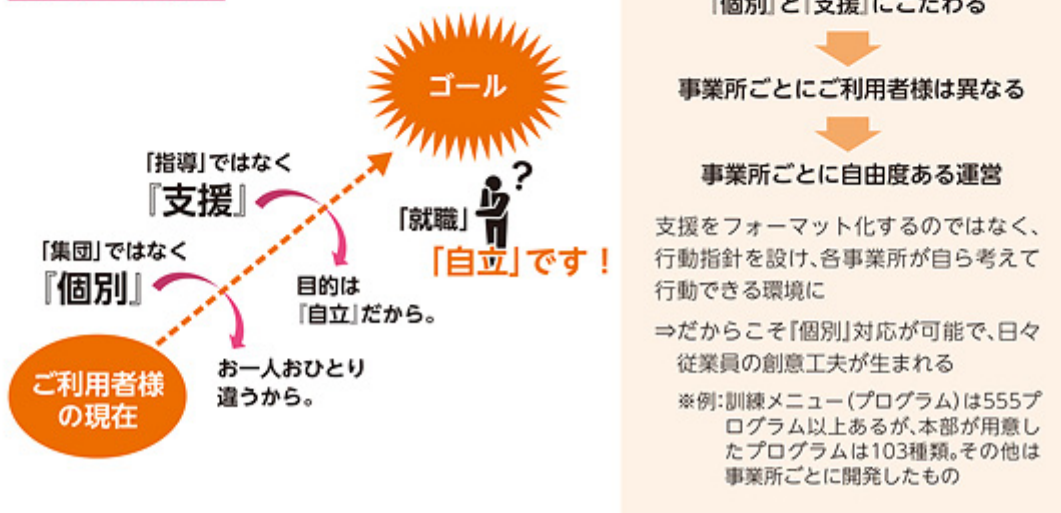 ゴール
「指導」ではなく
『支援』
「集団」ではなく
『個別』
?
「就職」
「自立」です!
目的は
『自立』だから。
お一人おひとり
違うから。
ご利用者様
の現在
『個別』と『支援』にこだわる
事業所ごとにご利用者様は異なる
事業所ごとに自由度ある運営
支援をフォーマット化するのではなく、
行動指針を設け、各事業所が自ら考えて
行動できる環境に
⇒だからこそ『個別』対応が可能で、日々
従業員の創意工夫が生まれる
※例:訓練メニュー(プログラム)は555プ
ログラム以上あるが、本部が用意し
たプログラムは103種類。その他は
事業所ごとに開発したもの